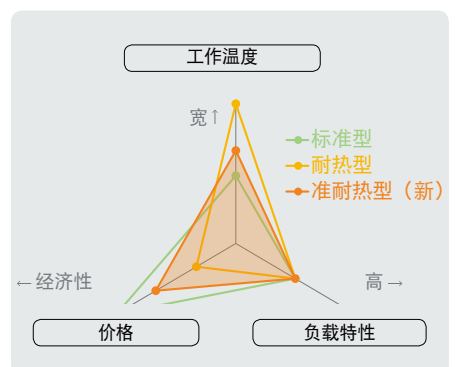 工作温度
宽↑
标准型
耐热型
准耐热型（新）
←经济性
高→
价格
负载特性